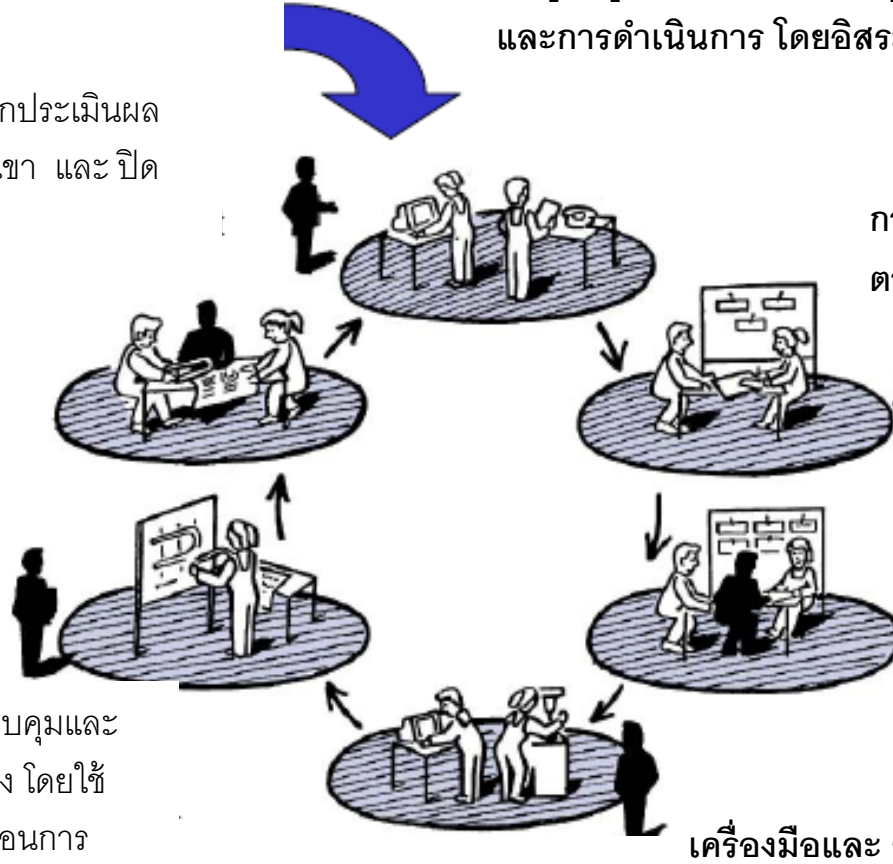 และการดำเนินการ โดยอิสระ
กประเมินผล
ขา และ ปิด
บคุมและ
ง โดยใช้
อนการ
เครื่องมือและ